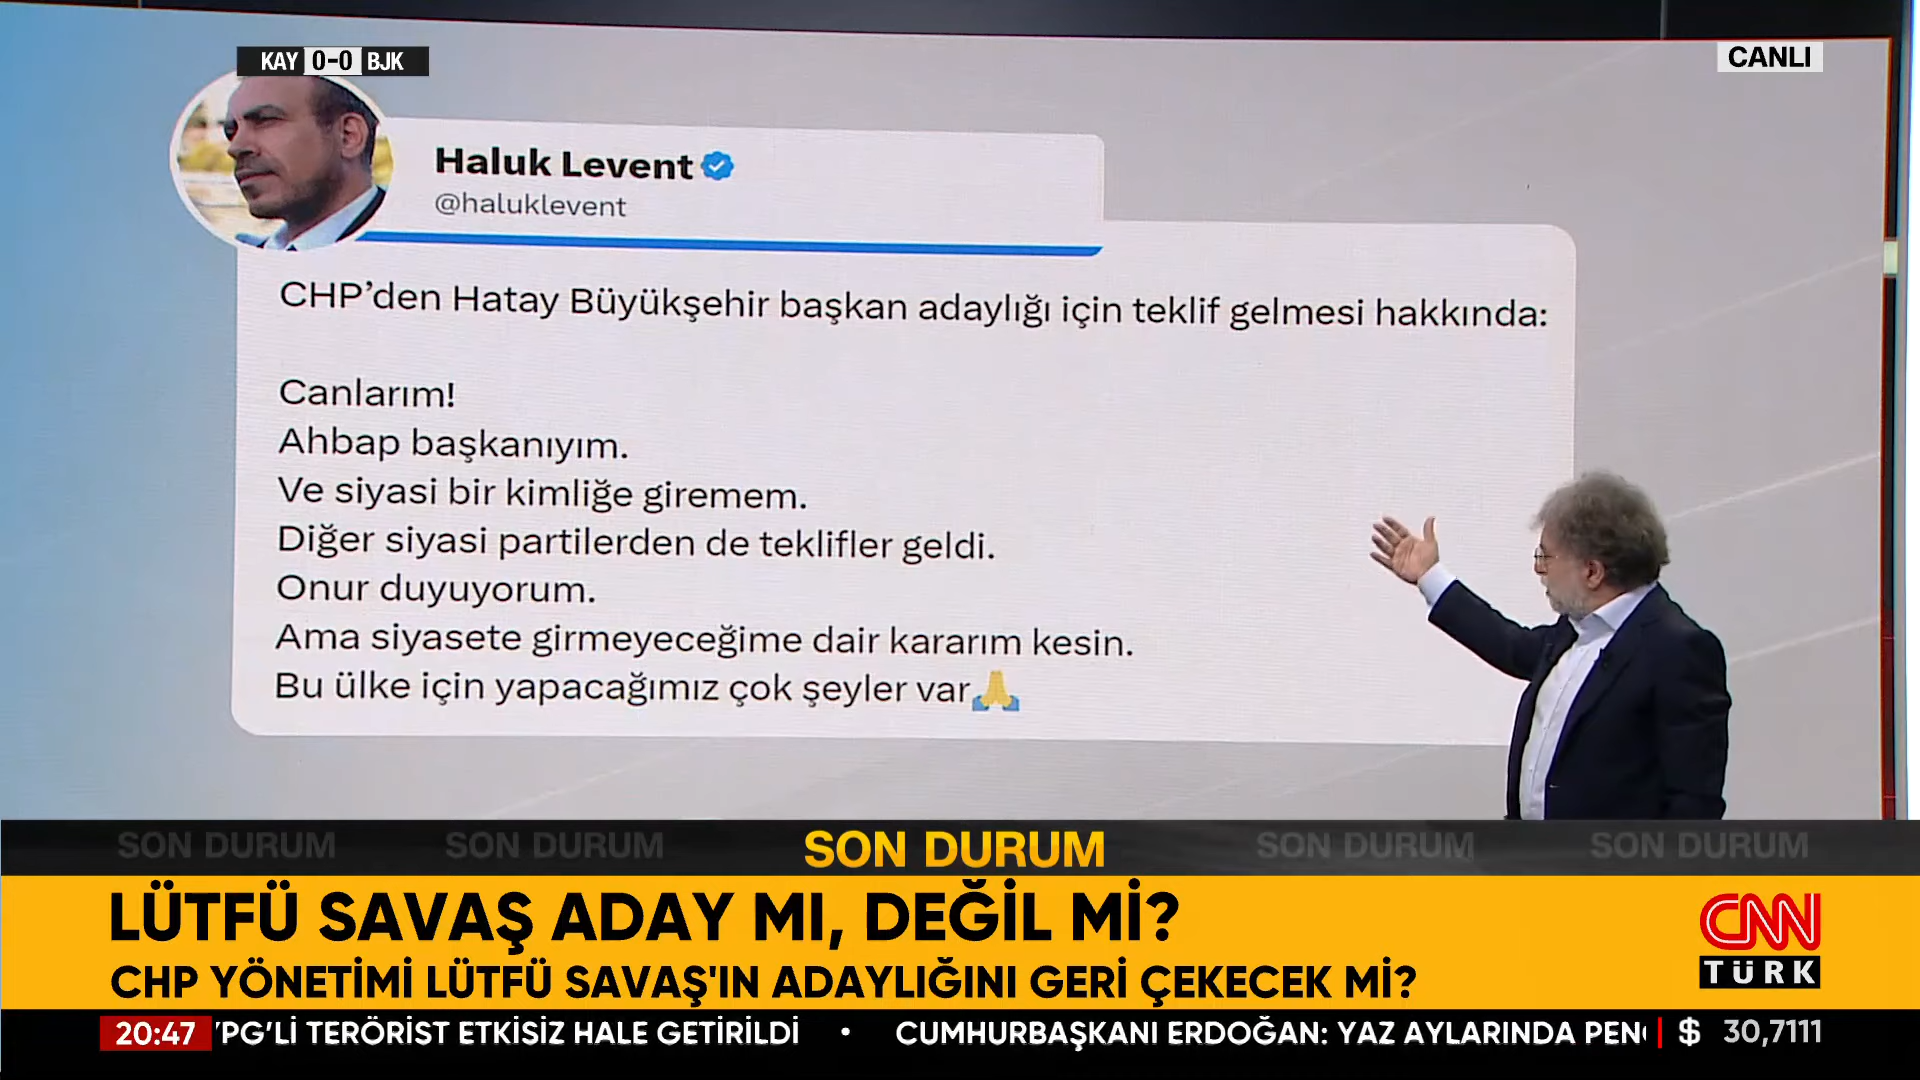 KAY 0-0 BJK
CANLI
Haluk Levent
@haluklevent
CHP’den Hatay Büyükşehir başkan adaylığı için teklif gelmesi hakkında:
Canlarım!
Ahbap başkanıyım.
Ve siyasi bir kimliğe giremem.
Diğer siyasi partilerden de teklifler geldi.
Onur duyuyorum.
Ama siyasete girmeyeceğime dair kararım kesin.
Bu ülke için yapacağımız çok şeyler var🙏
SON DURUM SON DURUM SON DURUM SON DURUM SON DURUM
LÜTFÜ SAVAŞ ADAY MI, DEĞİL Mİ?
CHP YÖNETİMİ LÜTFÜ SAVAŞ'IN ADAYLIĞINI GERİ ÇEKECEK Mİ?
CNN
TÜRK
20:47 YPG’Lİ TERÖRİST ETKİSİZ HALE GETİRİLDİ • CUMHURBAŞKANI ERDOĞAN: YAZ AYLARINDA PEN $ 30,7111